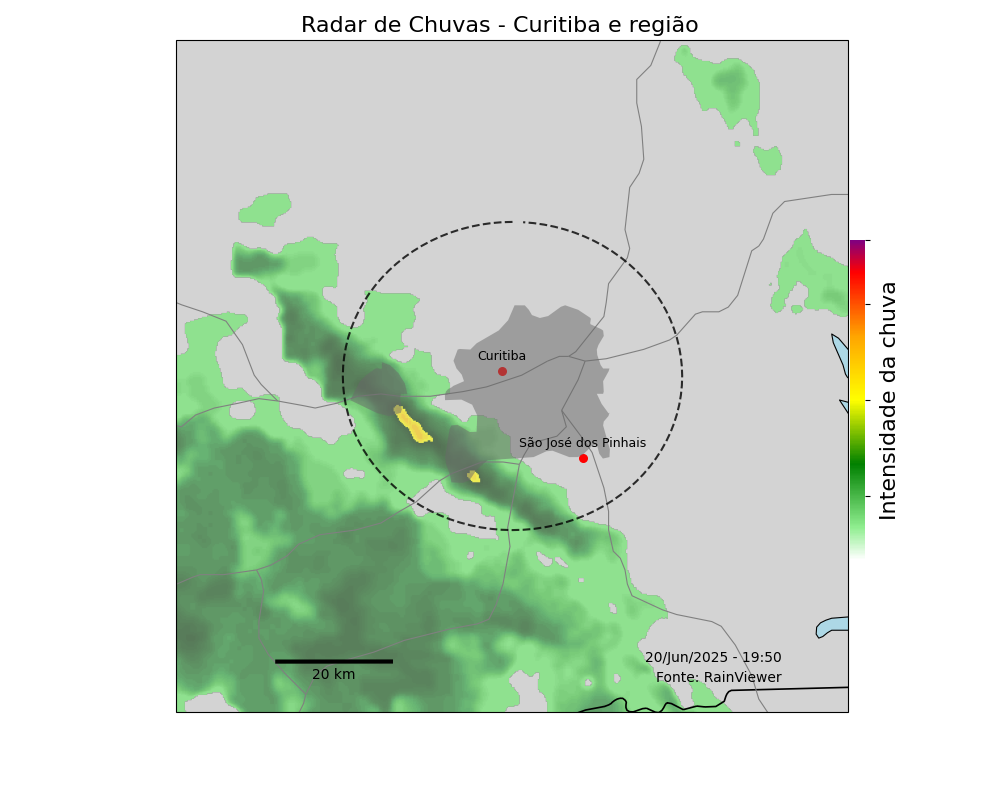 Radar de Chuvas - Curitiba e região
Curitiba
São José dos Pinhais
Intensidade da chuva
20/Jun/2025 - 19:50
Fonte: RainViewer
20 km